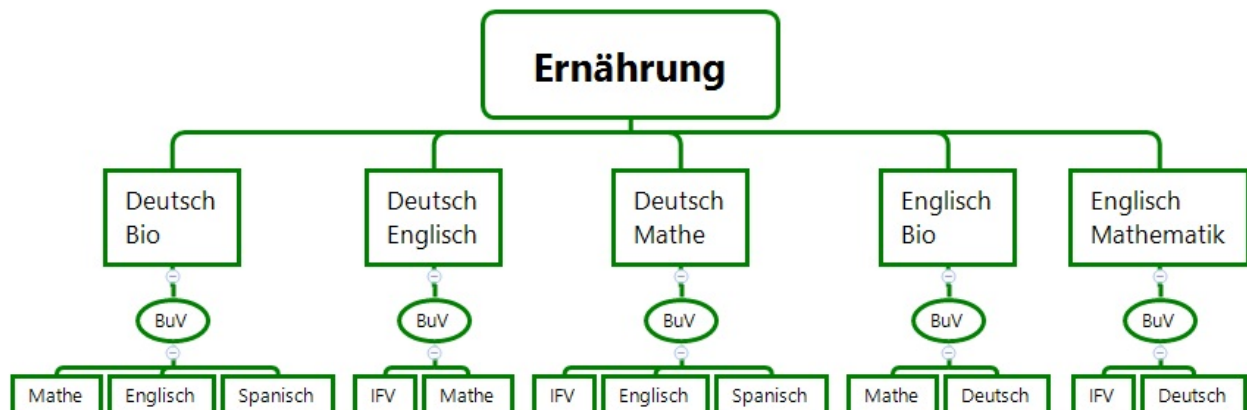 Ernährung
Deutsch
Bio
Deutsch
Englisch
Deutsch
Mathe
Englisch
Bio
Englisch
Mathematik
BuV
BuV
BuV
BuV
BuV
Mathe
Englisch
Spanisch
IFV
Mathe
IFV
Englisch
Spanisch
Mathe
Deutsch
IFV
Deutsch